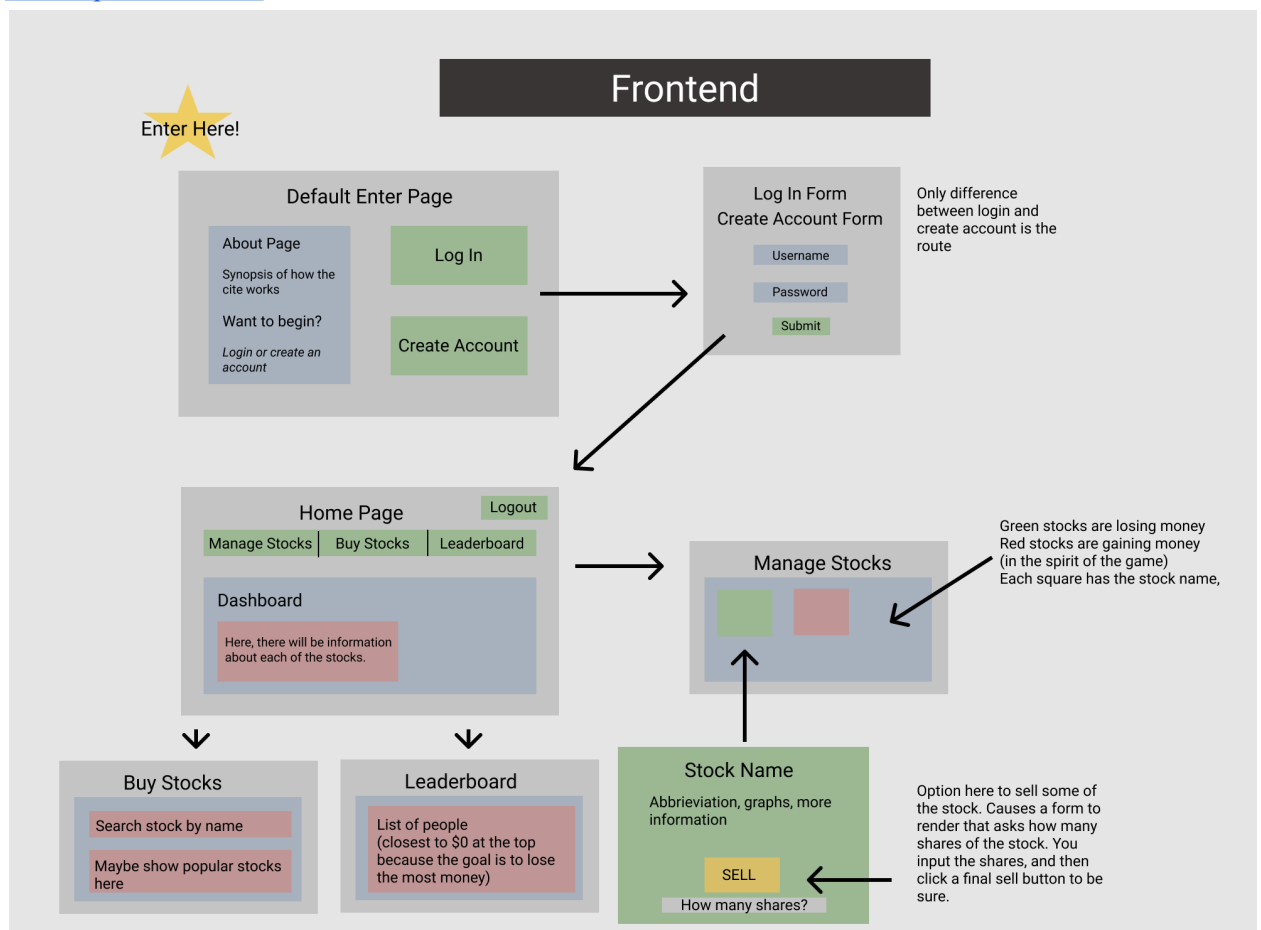 Frontend
Enter Here!
Default Enter Page
About Page
Synopsis of how the
cite works
Want to begin?
Login or create an
account
Log In
Create Account
Log In Form
Create Account Form
Username
Password
Submit
Only difference
between login and
create account is the
route
Home Page
Logout
Manage Stocks
Buy Stocks
Leaderboard
Dashboard
Here, there will be information
about each of the stocks.
Manage Stocks
Green stocks are losing money
Red stocks are gaining money
(in the spirit of the game)
Each square has the stock name,
Buy Stocks
Search stock by name
Maybe show popular stocks
here
Leaderboard
List of people
(closest to $0 at the top
because the goal is to lose
the most money)
Stock Name
Abbrieviation, graphs, more
information
SELL
How many shares?
Option here to sell some of
the stock. Causes a form to
render that asks how many
shares of the stock. You
input the shares, and then
click a final sell button to be
sure.